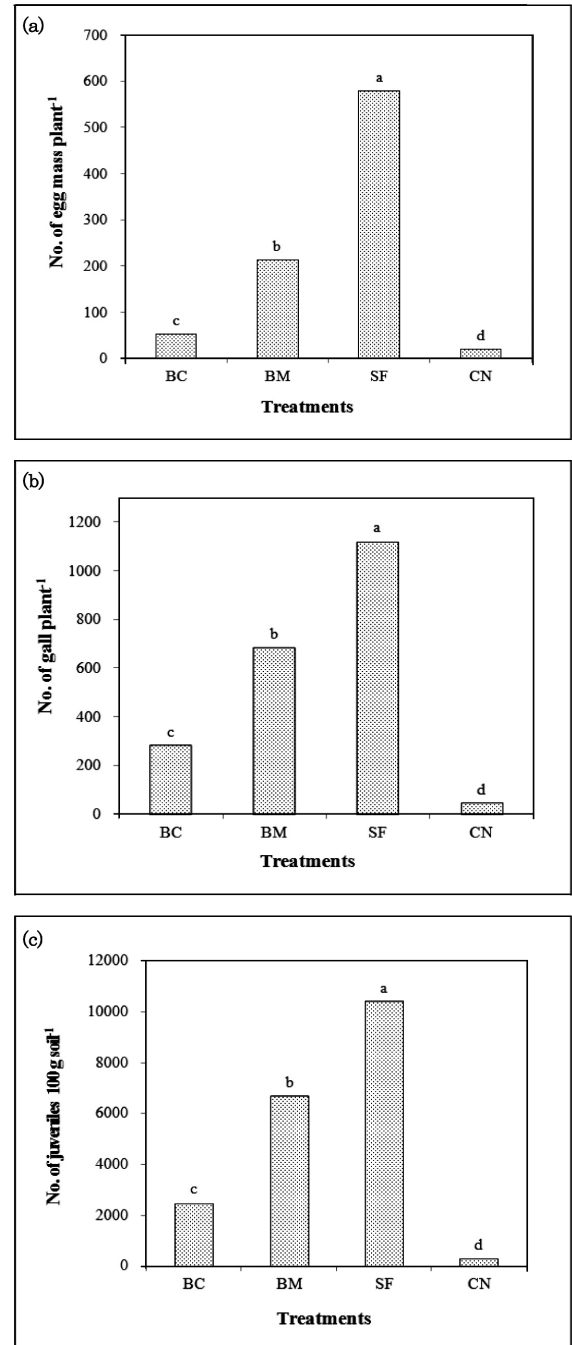 (a)
700
600
500
400
300
200
100
0
No. of egg mass plant-1
a
b
c
d
BC BM SF CN
Treatments
(b)
1200
1000
800
600
400
200
0
No. of gall plant-1
a
b
c
d
BC BM SF CN
Treatments
(c)
12000
10000
8000
6000
4000
2000
0
No. of juveniles 100 g soil-1
a
b
c
d
BC BM SF CN
Treatments